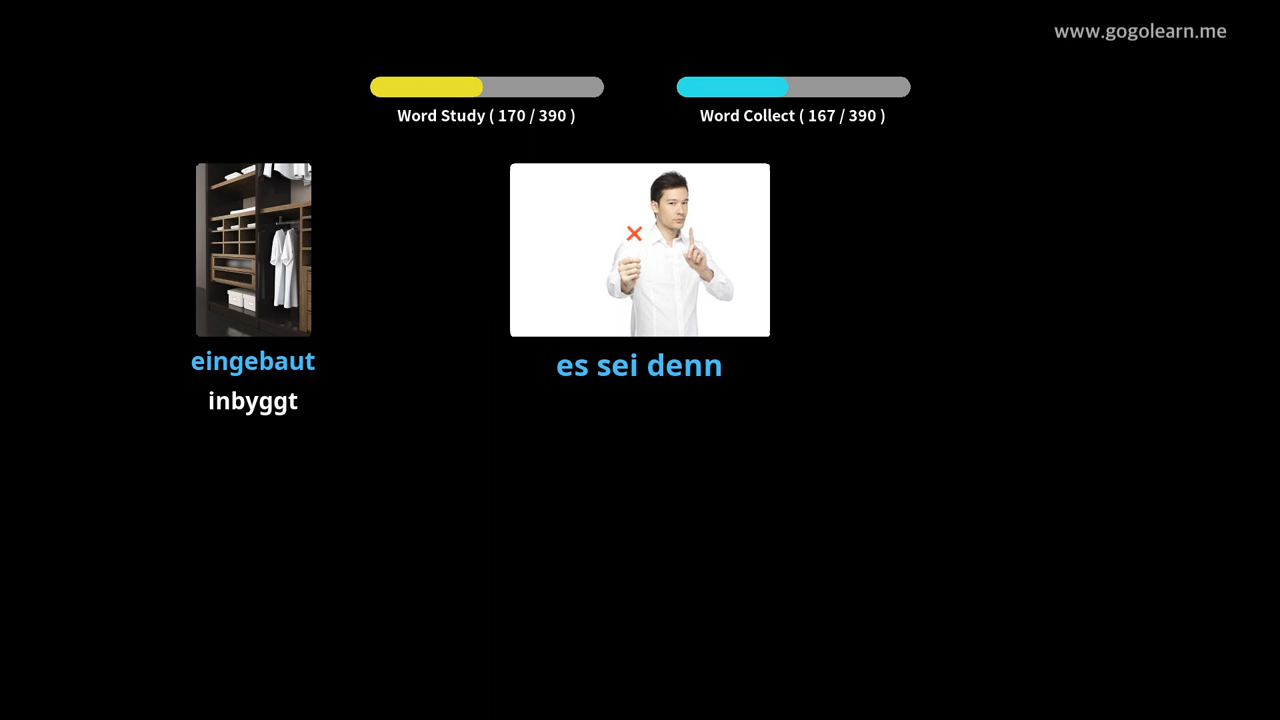 www.gogolearn.me
Word Study ( 170 / 390 )
Word Collect ( 167 / 390 )
eingebaut
inbyggt
es sei denn